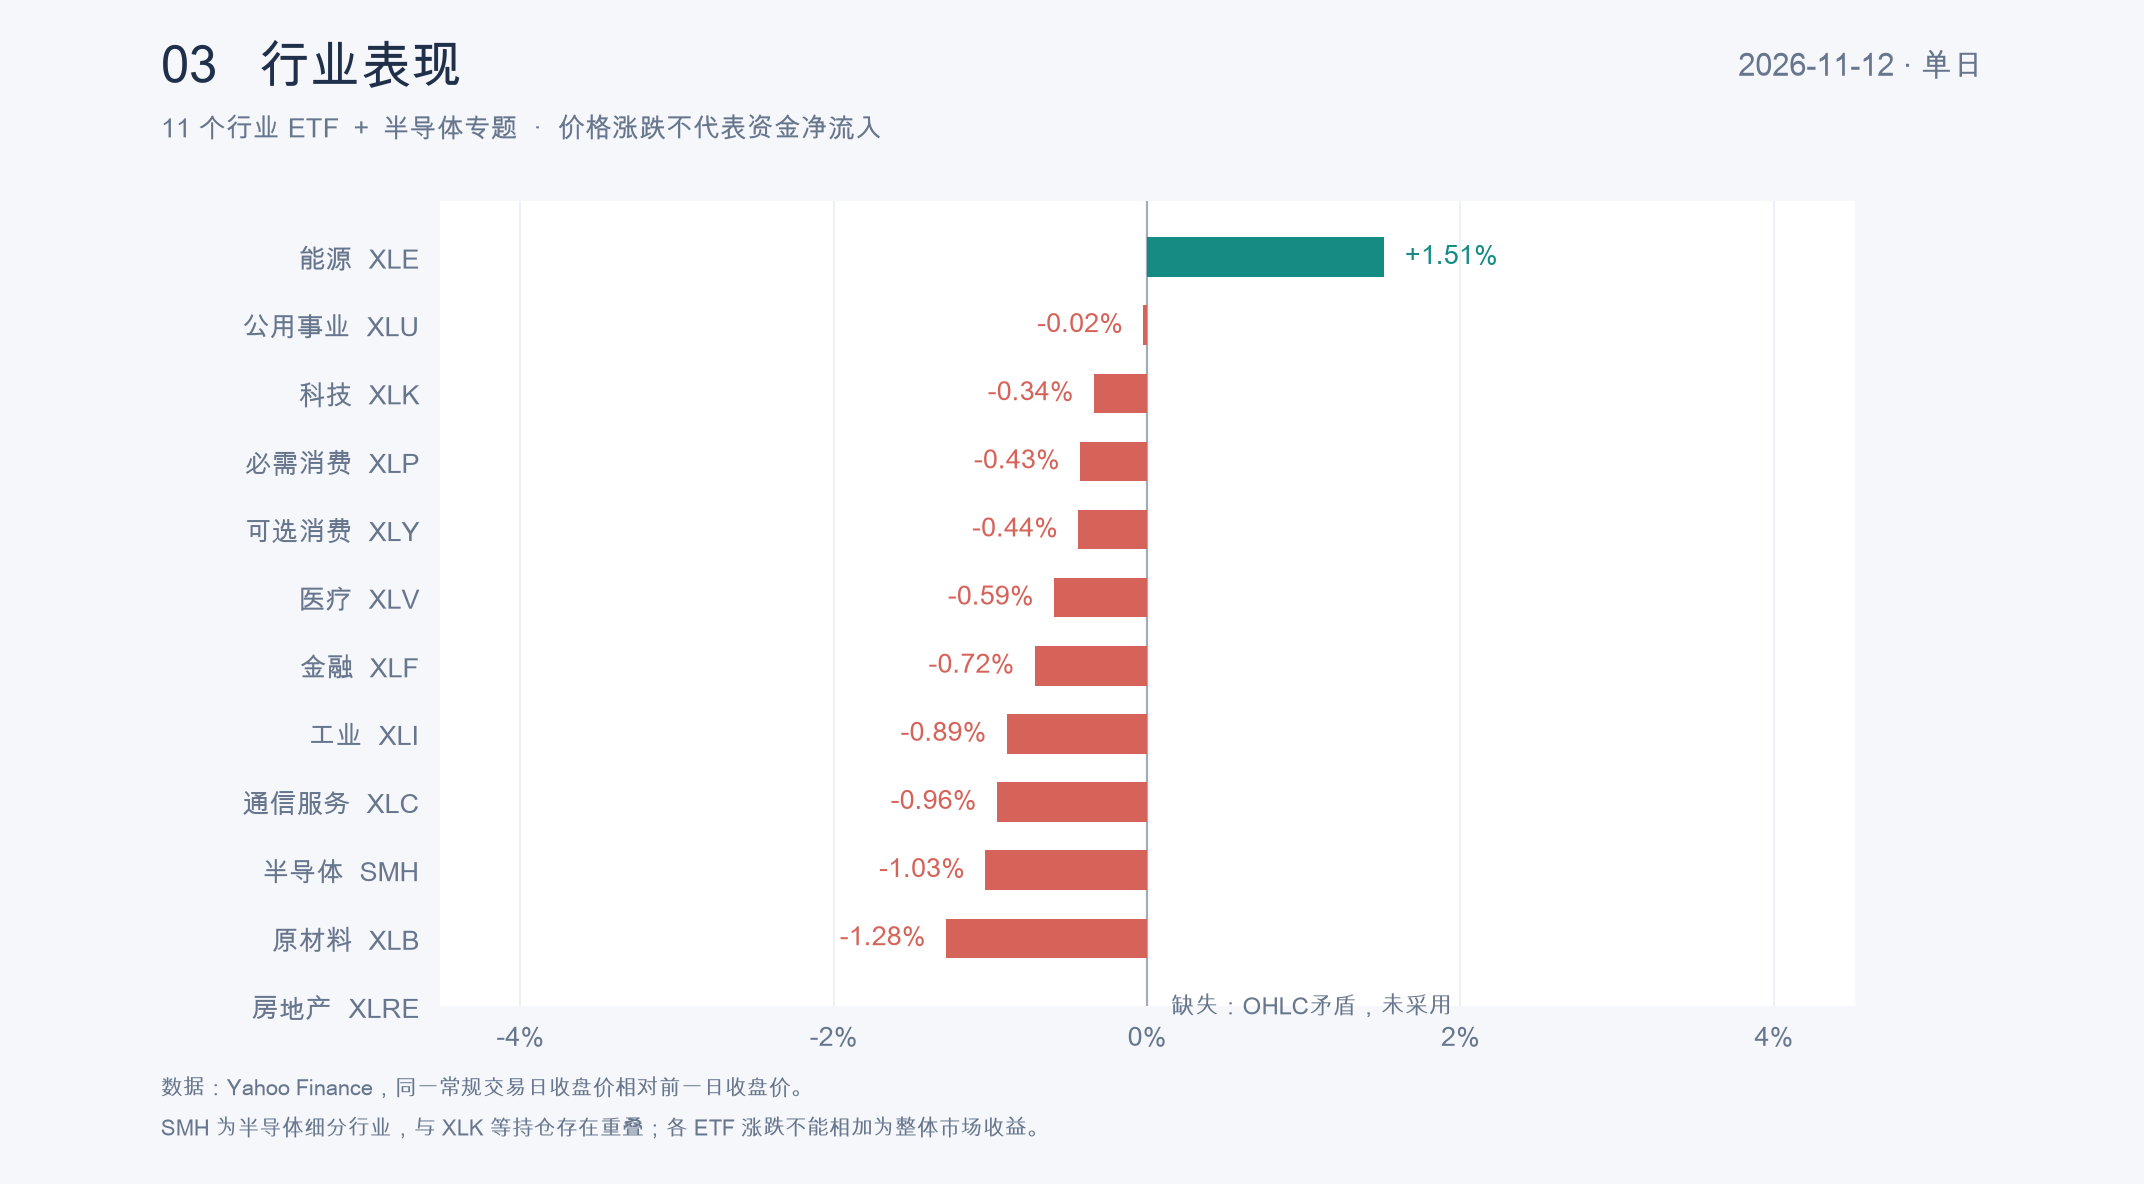 03 行业表现
2026-11-12 · 单日
11 个行业 ETF + 半导体专题 · 价格涨跌不代表资金净流入
能源 XLE +1.51%
公用事业 XLU -0.02%
科技 XLK -0.34%
必需消费 XLP -0.43%
可选消费 XLY -0.44%
医疗 XLV -0.59%
金融 XLF -0.72%
工业 XLI -0.89%
通信服务 XLC -0.96%
半导体 SMH -1.03%
原材料 XLB -1.28%
房地产 XLRE 缺失：OHLC矛盾，未采用
-4% -2% 0% 2% 4%
数据：Yahoo Finance，同一常规交易日收盘价相对前一日收盘价。
SMH 为半导体细分行业，与 XLK 等持仓存在重叠；各 ETF 涨跌不能相加为整体市场收益。